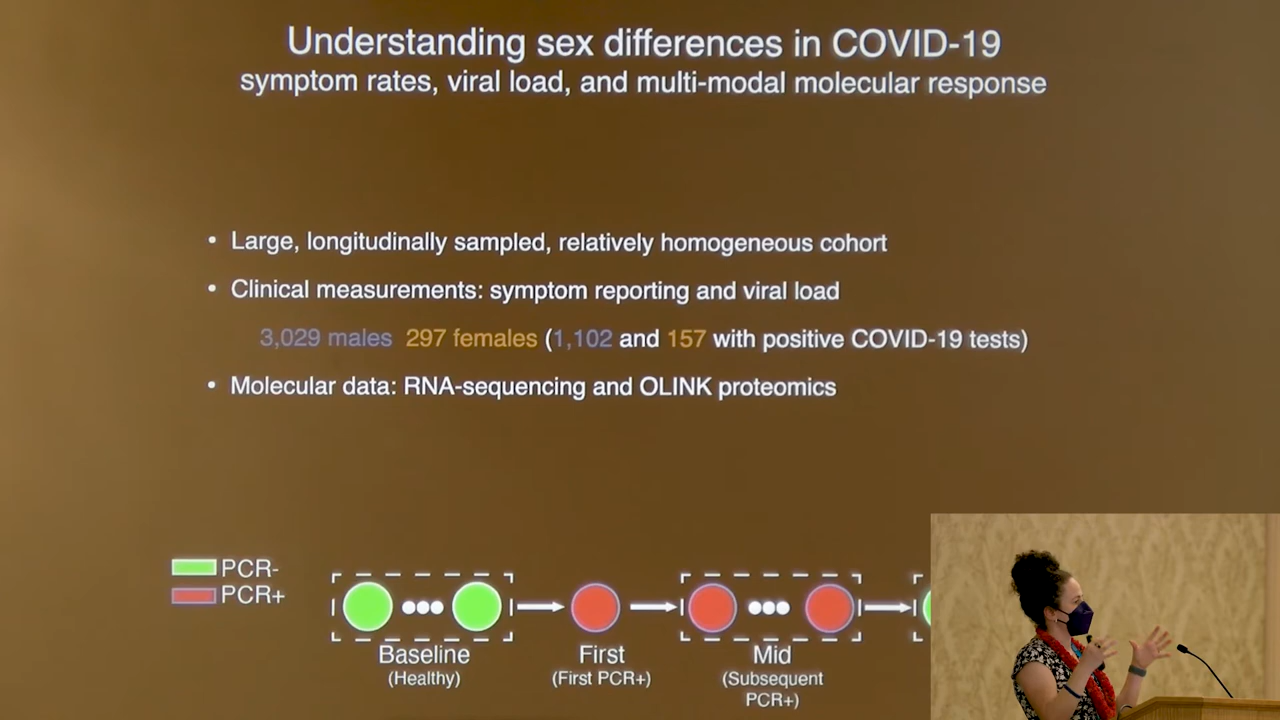 Understanding sex differences in COVID-19
symptom rates, viral load, and multi-modal molecular response
• Large, longitudinally sampled, relatively homogeneous cohort
• Clinical measurements: symptom reporting and viral load
3,029 males 297 females (1,102 and 157 with positive COVID-19 tests)
• Molecular data: RNA-sequencing and OLINK proteomics
PCR-
PCR+
Baseline
(Healthy)
First
(First PCR+)
Mid
(Subsequent
PCR+)